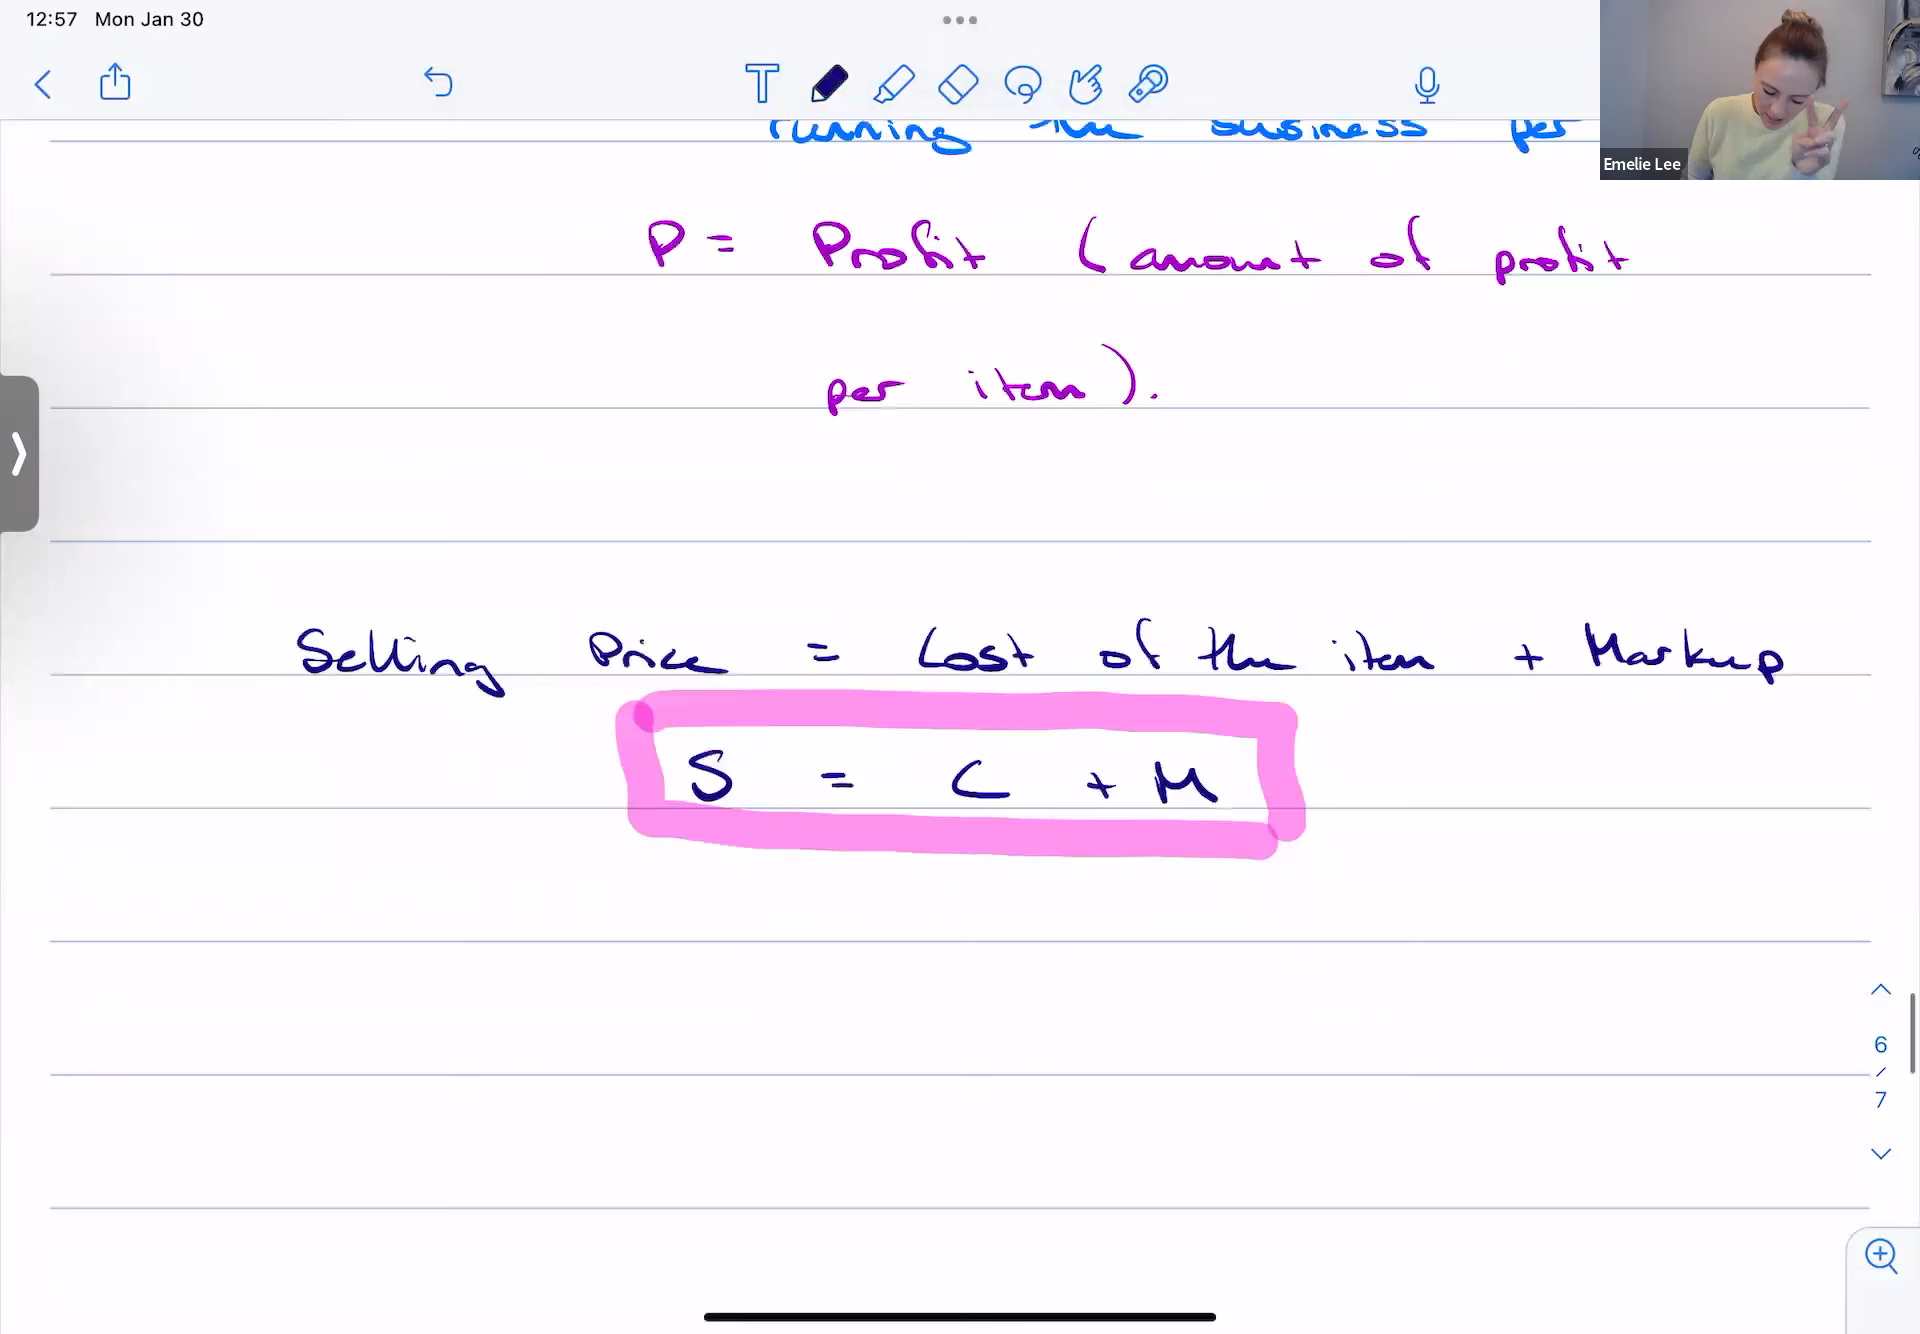 12:57 Mon Jan 30
running the business per
Emelie Lee
P = Profit (amount of profit
per item).
Selling Price = Cost of the item + Markup
S = C + M
6
/
7